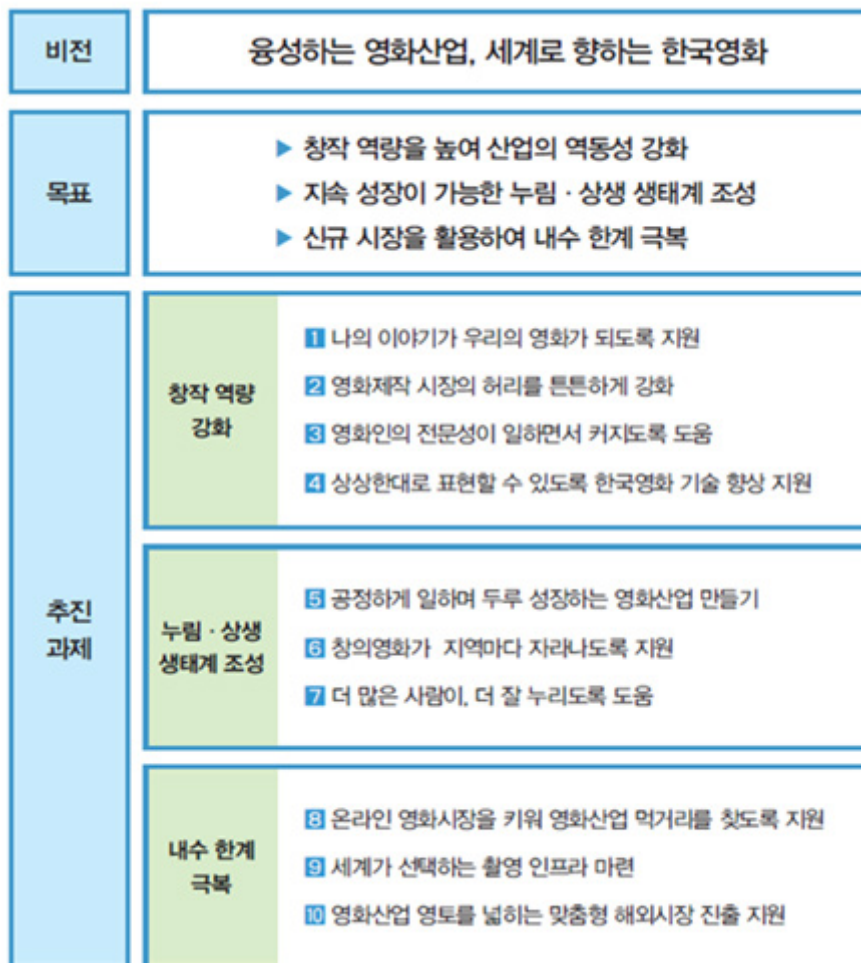 비전
융성하는 영화산업, 세계로 향하는 한국영화
목표
▶ 창작 역량을 높여 산업의 역동성 강화
▶ 지속 성장이 가능한 누림 · 상생 생태계 조성
▶ 신규 시장을 활용하여 내수 한계 극복
추진
과제
창작 역량
강화
1 나의 이야기가 우리의 영화가 되도록 지원
2 영화제작 시장의 허리를 튼튼하게 강화
3 영화인의 전문성이 일하면서 커지도록 도움
4 상상한대로 표현할 수 있도록 한국영화 기술 향상 지원
누림 · 상생
생태계 조성
5 공정하게 일하며 두루 성장하는 영화산업 만들기
6 창의영화가 지역마다 자라나도록 지원
7 더 많은 사람이, 더 잘 누리도록 도움
내수 한계
극복
8 온라인 영화시장을 키워 영화산업 먹거리를 찾도록 지원
9 세계가 선택하는 촬영 인프라 마련
10 영화산업 영토를 넓히는 맞춤형 해외시장 진출 지원